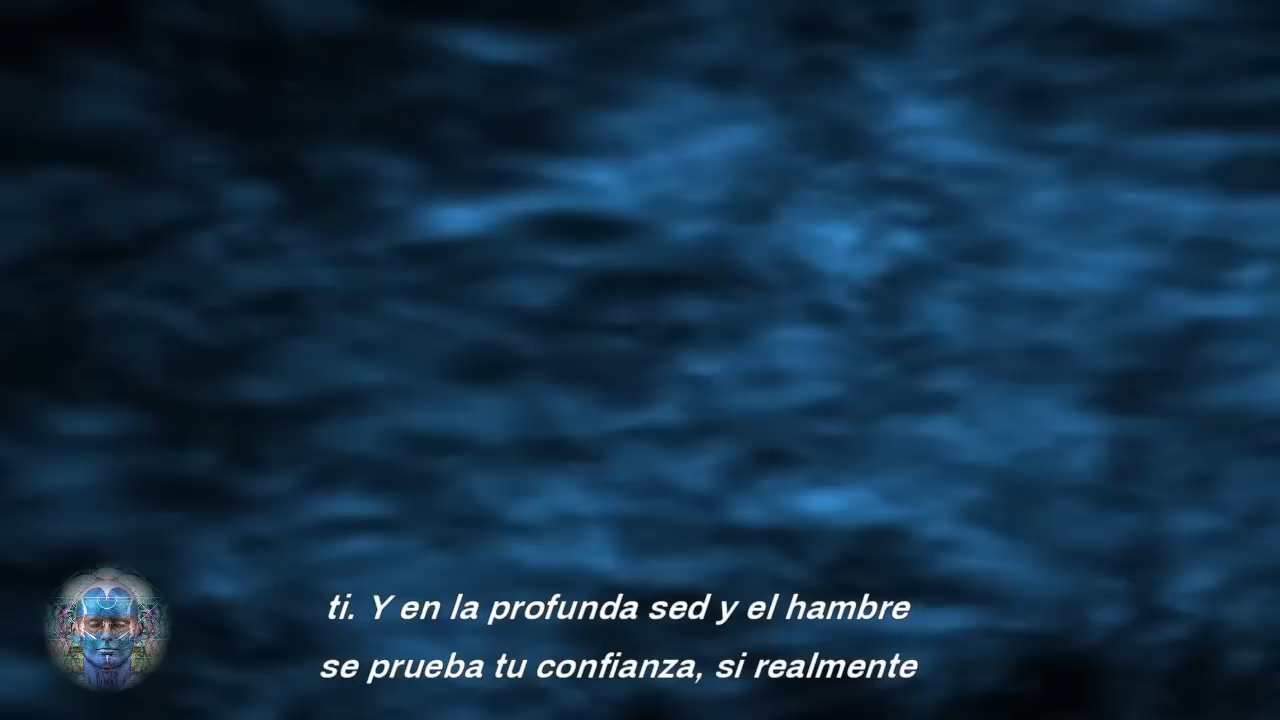 ti. Y en la profunda sed y el hambre
se prueba tu confianza, si realmente